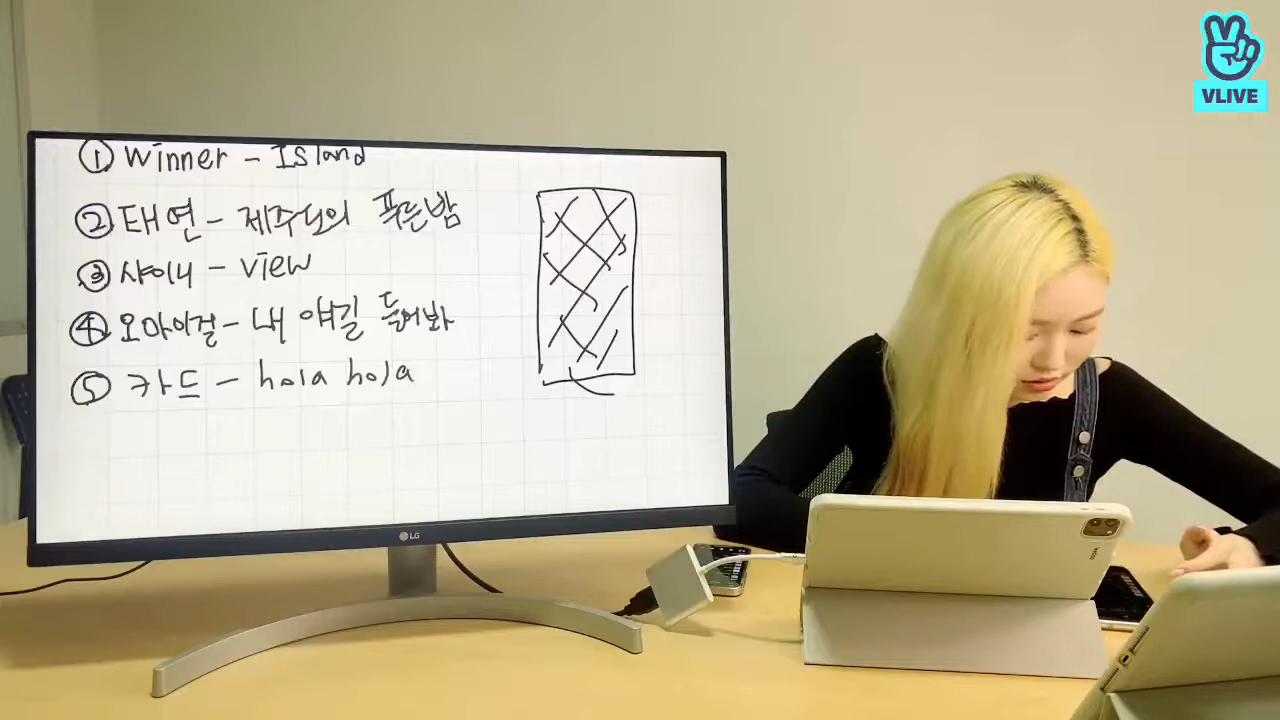 ① Winner - Island
② 태연 - 제주도의 푸른밤
③ 샤이니 - view
④ 오마이걸 - 내 얘길 들어봐
⑤ 카드 - hola hola
LG
VLIVE